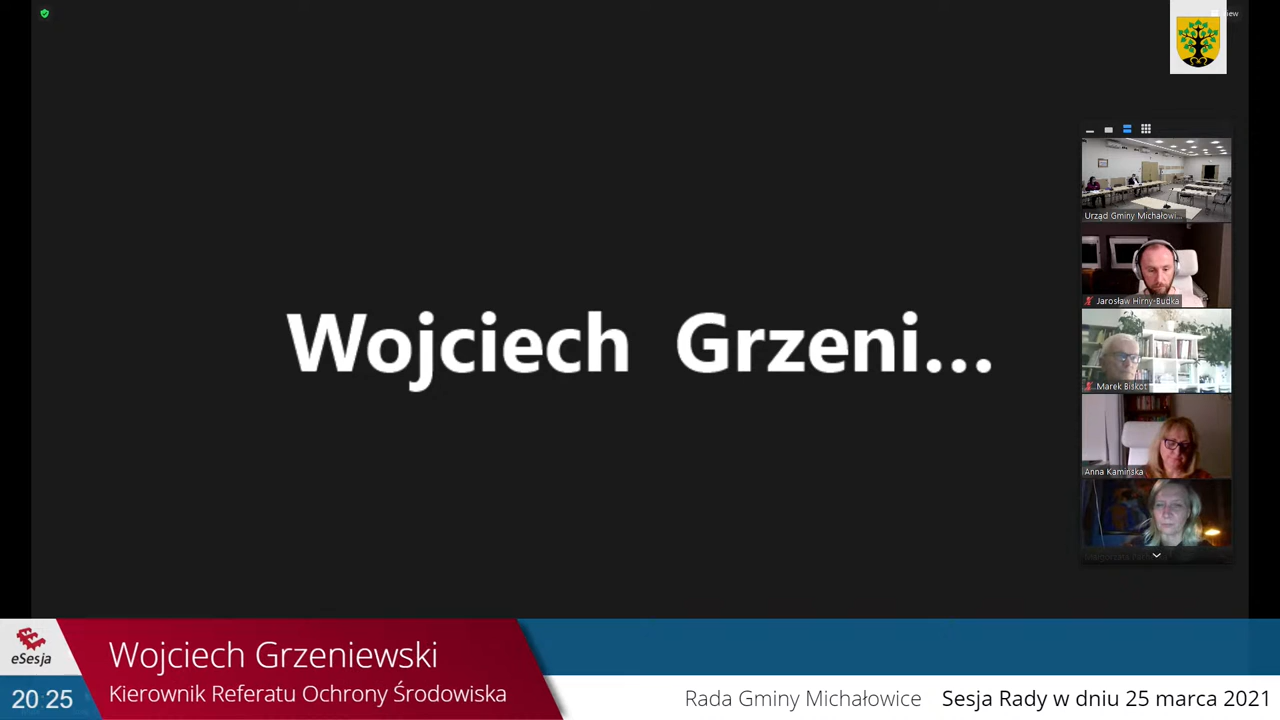 View
Wojciech Grzeni...
Urząd Gminy Michałowi...
Jarosław Hirny-Budka
Marek Biskot
Anna Kamińska
eSesja
20:25
Wojciech Grzeniewski
Kierownik Referatu Ochrony Środowiska
Rada Gminy Michałowice
Sesja Rady w dniu 25 marca 2021